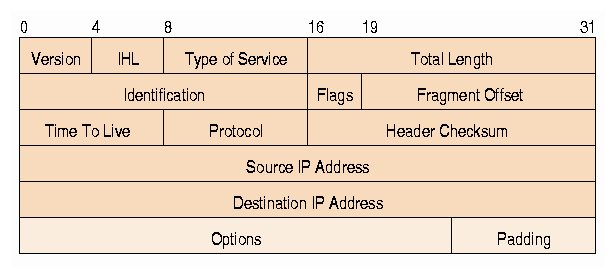 0 4 8 16 19 31
Version IHL Type of Service Total Length
Identification Flags Fragment Offset
Time To Live Protocol Header Checksum
Source IP Address
Destination IP Address
Options Padding